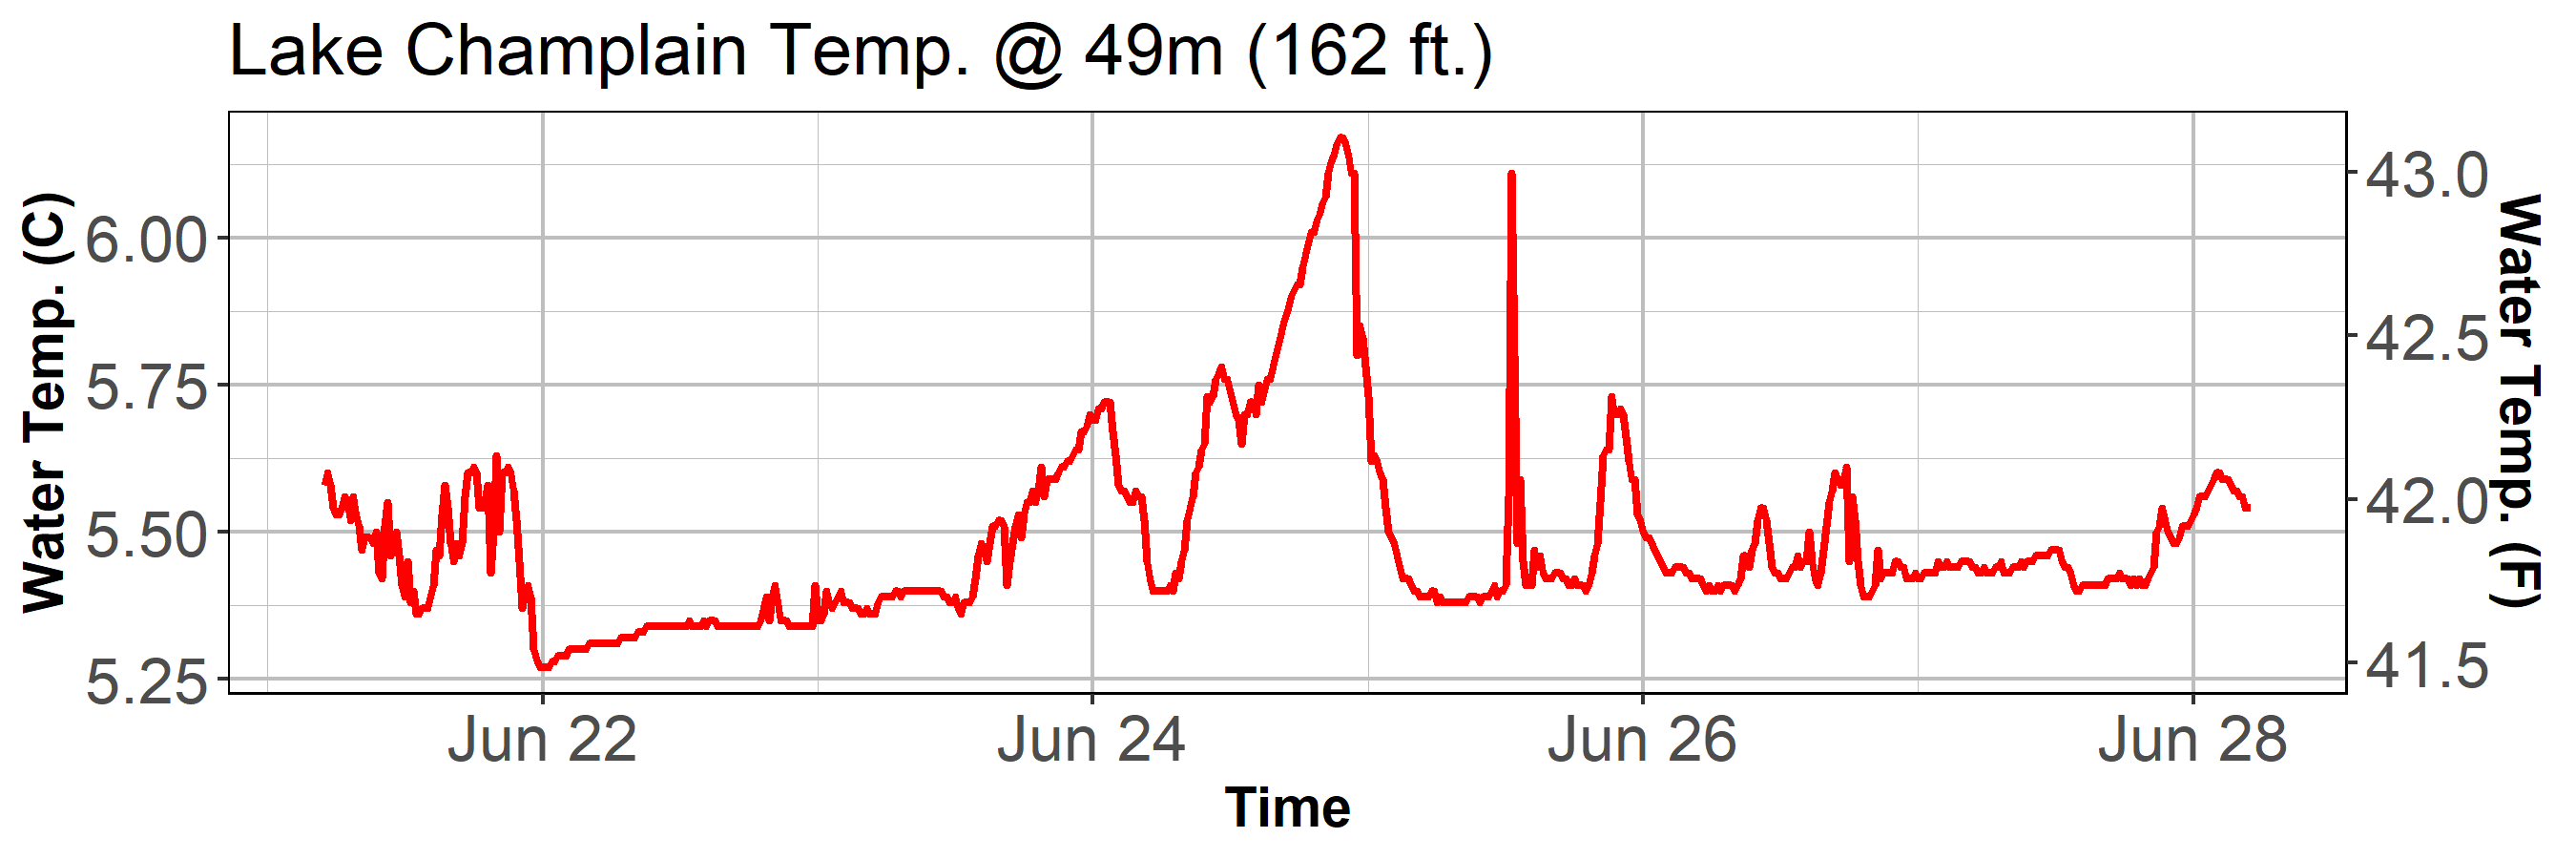 Lake Champlain Temp. @ 49m (162 ft.)
Water Temp. (C)
6.00
5.75
5.50
5.25
43.0
42.5
42.0
41.5
Water Temp. (F)
Jun 22
Jun 24
Jun 26
Jun 28
Time